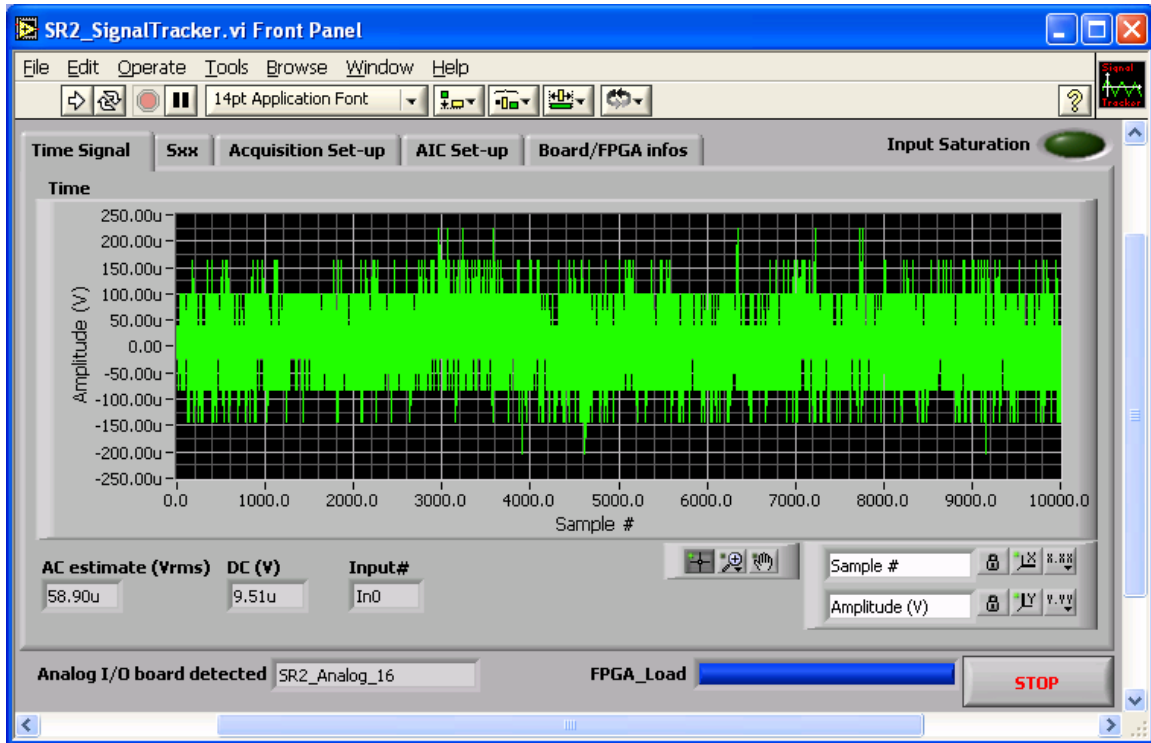 SR2_SignalTracker.vi Front Panel
File Edit Operate Tools Browse Window Help
14pt Application Font
?
Signal
Tracker
Time Signal Sxx Acquisition Set-up AIC Set-up Board/FPGA infos Input Saturation
Time
250.00u
200.00u
150.00u
100.00u
50.00u
0.00
-50.00u
-100.00u
-150.00u
-200.00u
-250.00u
Amplitude (V)
0.0 1000.0 2000.0 3000.0 4000.0 5000.0 6000.0 7000.0 8000.0 9000.0 10000.0
Sample #
AC estimate (Vrms) DC (V) Input#
58.90u 9.51u In0
Sample # X X.XX
Amplitude (V) Y Y.YY
Analog I/O board detected SR2_Analog_16 FPGA_Load STOP